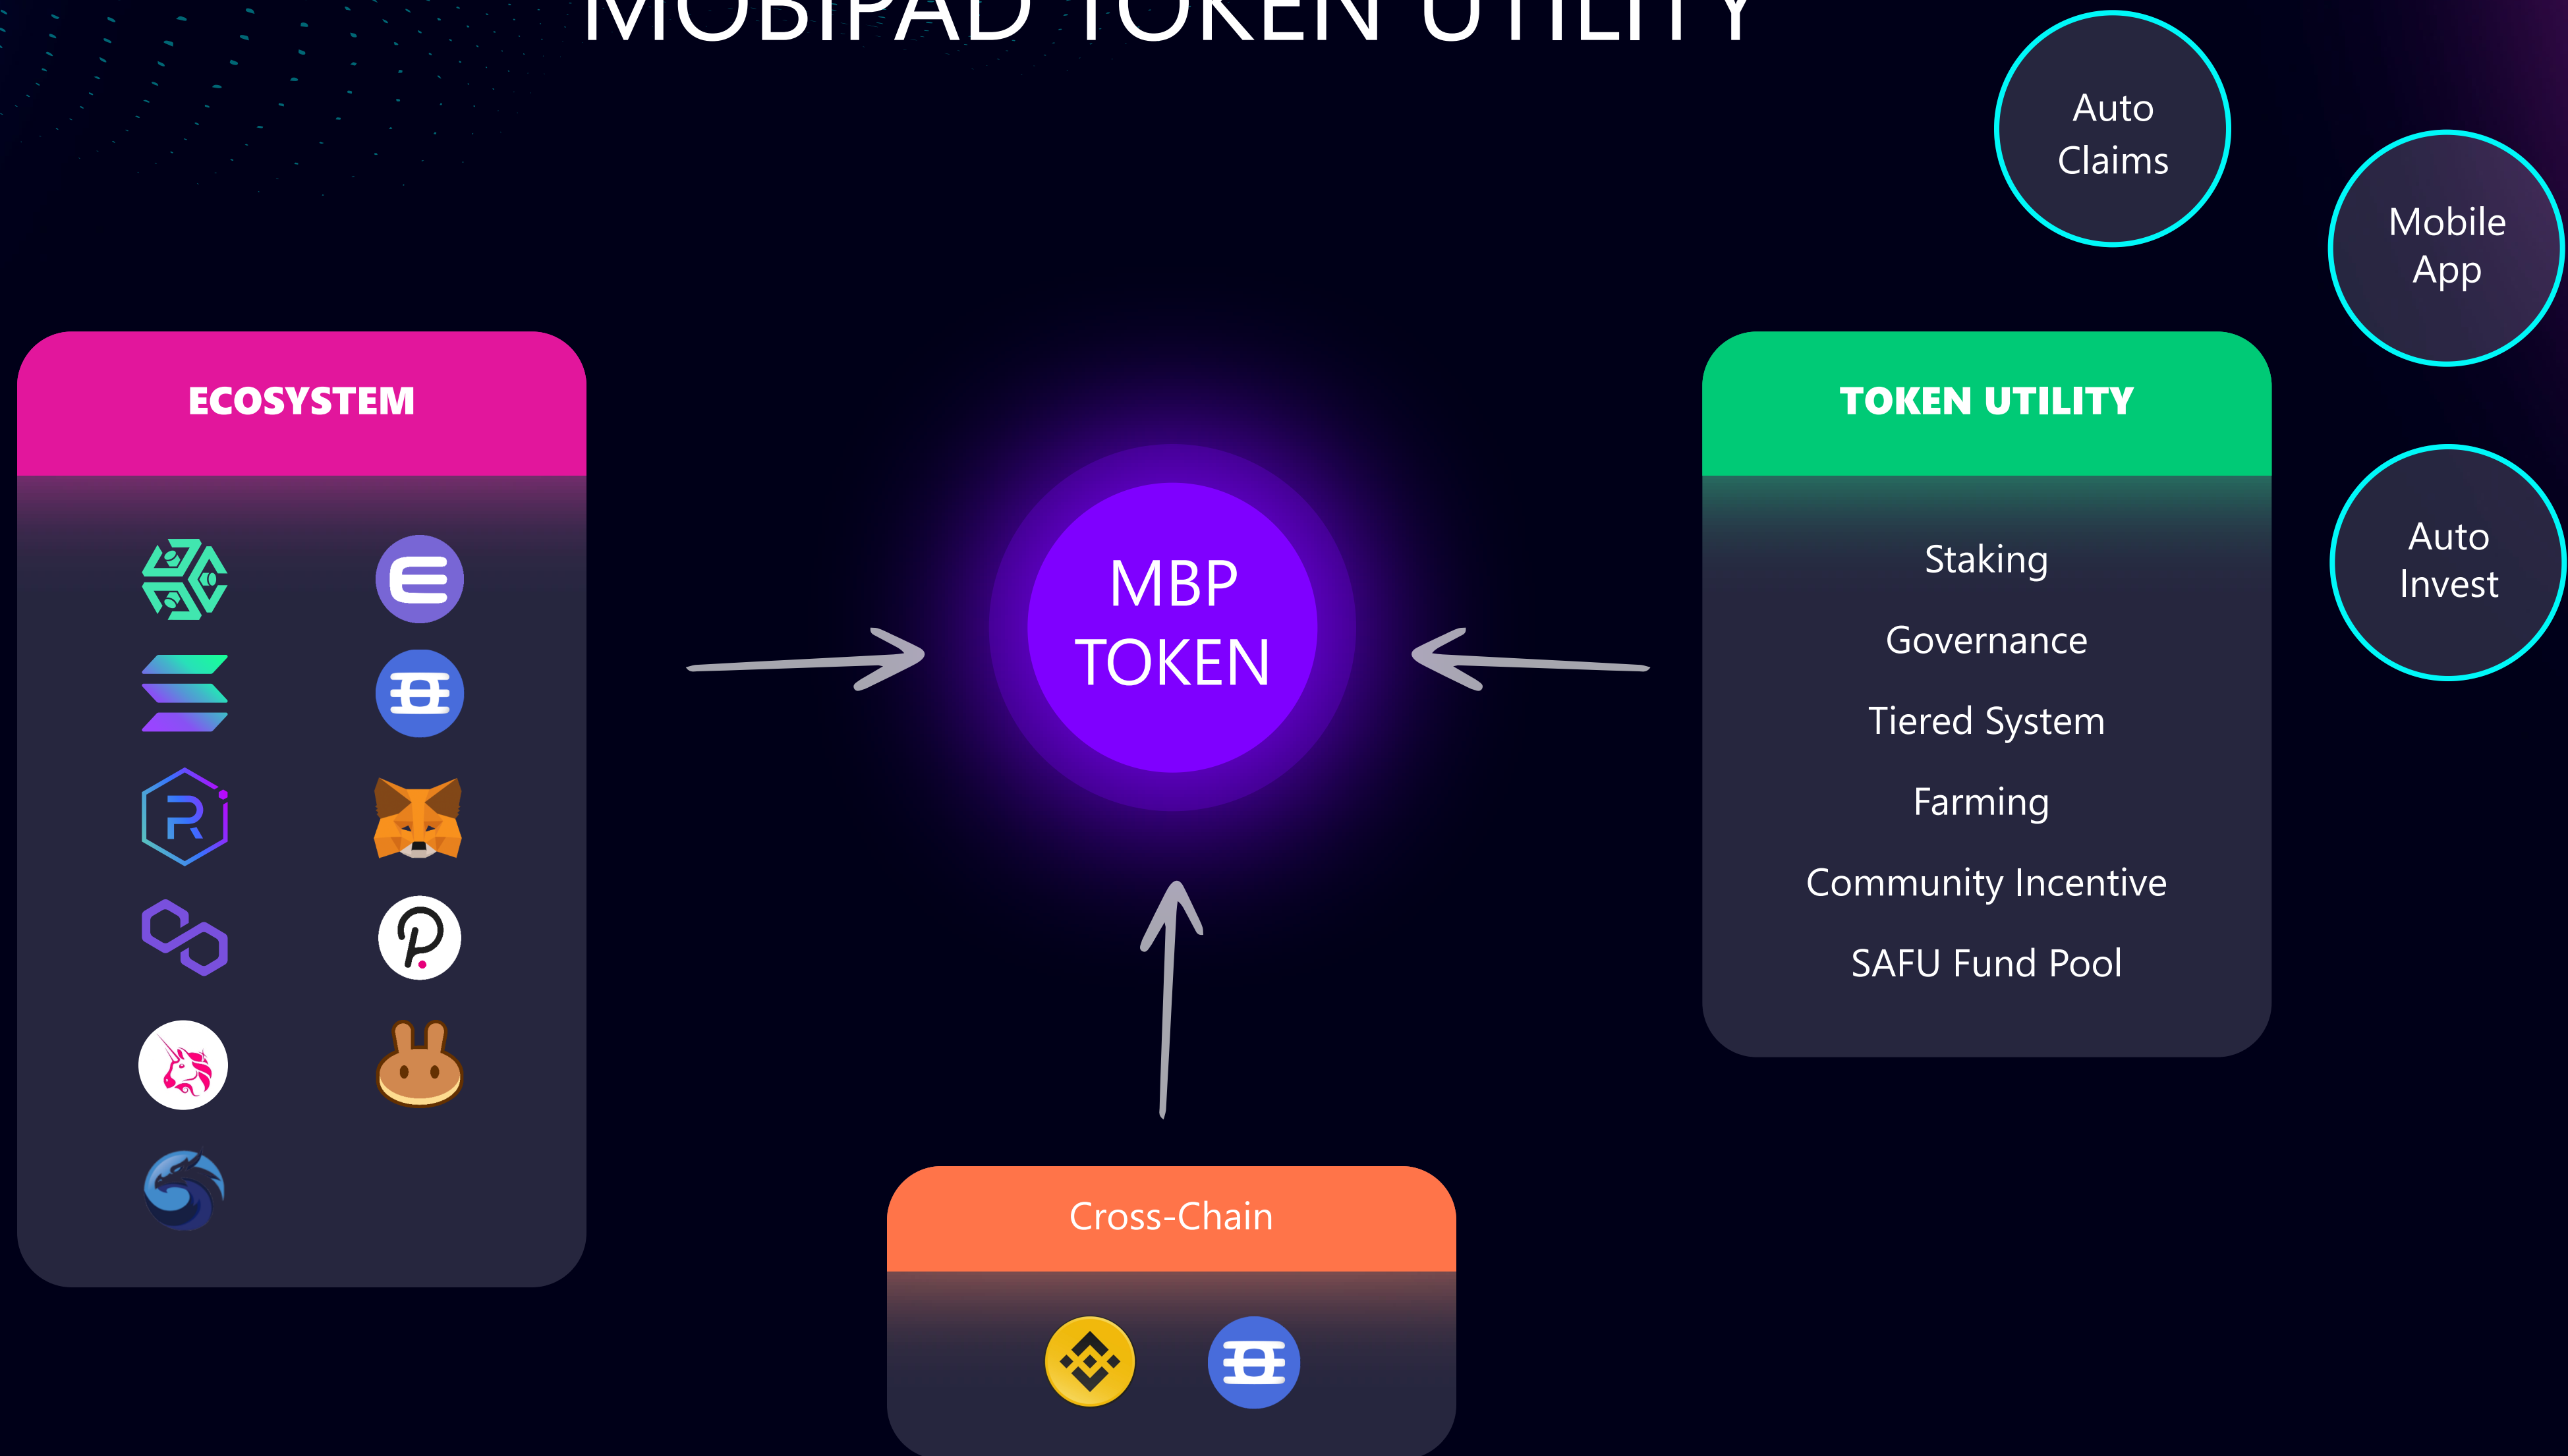 MOBIPAD TOKEN UTILITY
Auto
Claims
Mobile
App
Auto
Invest
ECOSYSTEM
MBP
TOKEN
TOKEN UTILITY
Staking
Governance
Tiered System
Farming
Community Incentive
SAFU Fund Pool
Cross-Chain